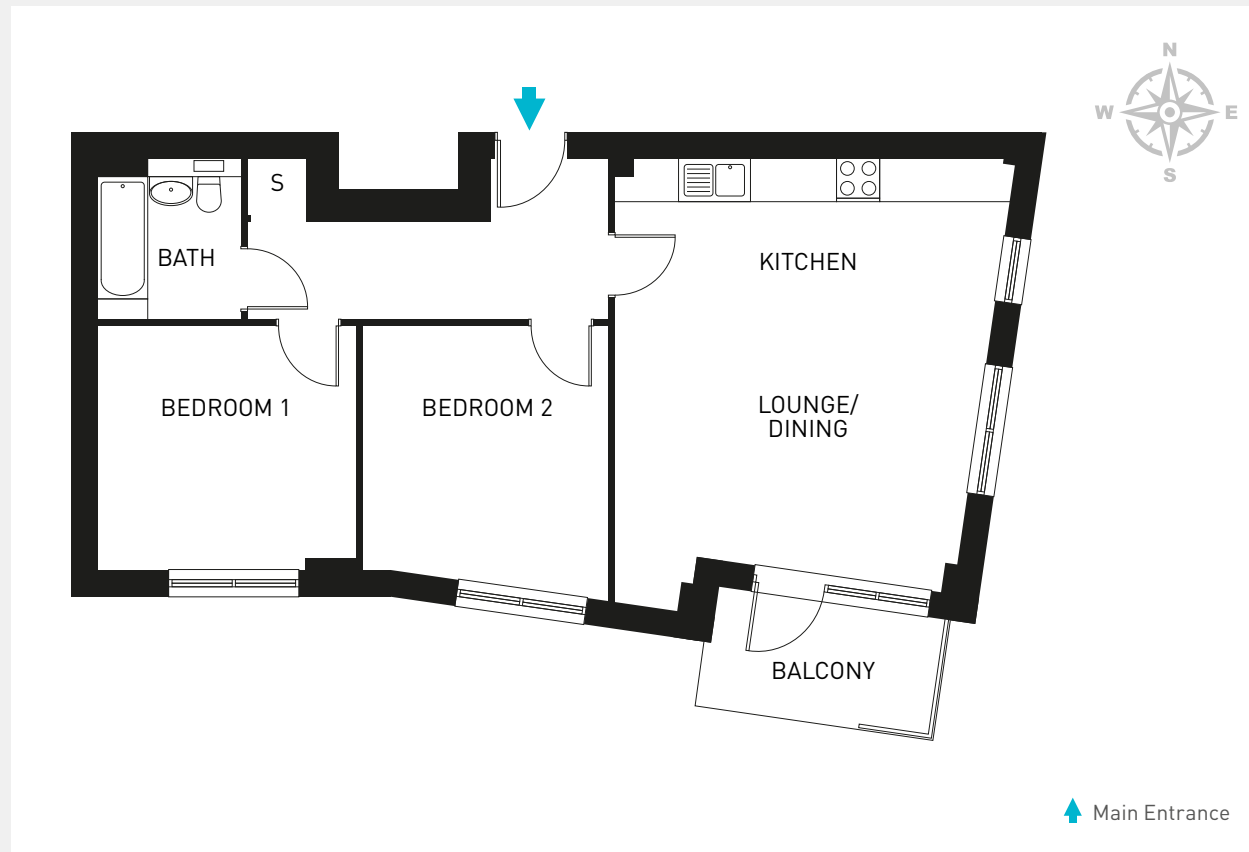 N
W
E
S
S
BATH
KITCHEN
BEDROOM 1
BEDROOM 2
LOUNGE/
DINING
BALCONY
Main Entrance